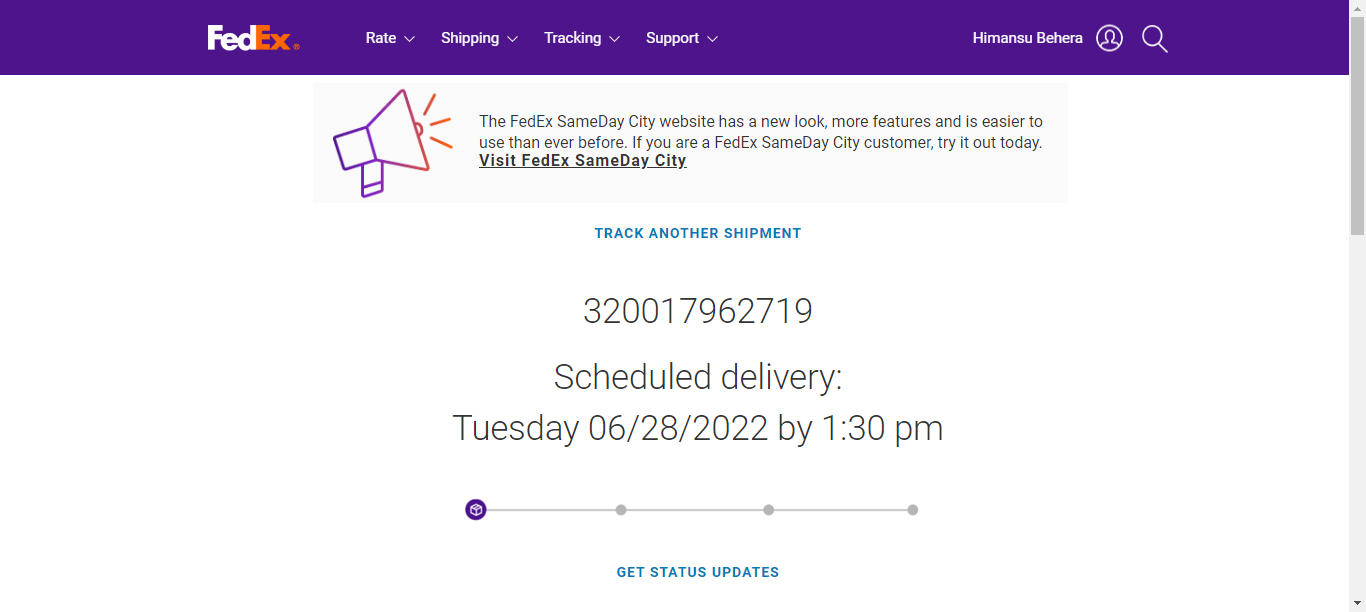 FedEx® Rate Shipping Tracking Support Himansu Behera
The FedEx SameDay City website has a new look, more features and is easier to
use than ever before. If you are a FedEx SameDay City customer, try it out today.
Visit FedEx SameDay City
TRACK ANOTHER SHIPMENT
320017962719
Scheduled delivery:
Tuesday 06/28/2022 by 1:30 pm
GET STATUS UPDATES